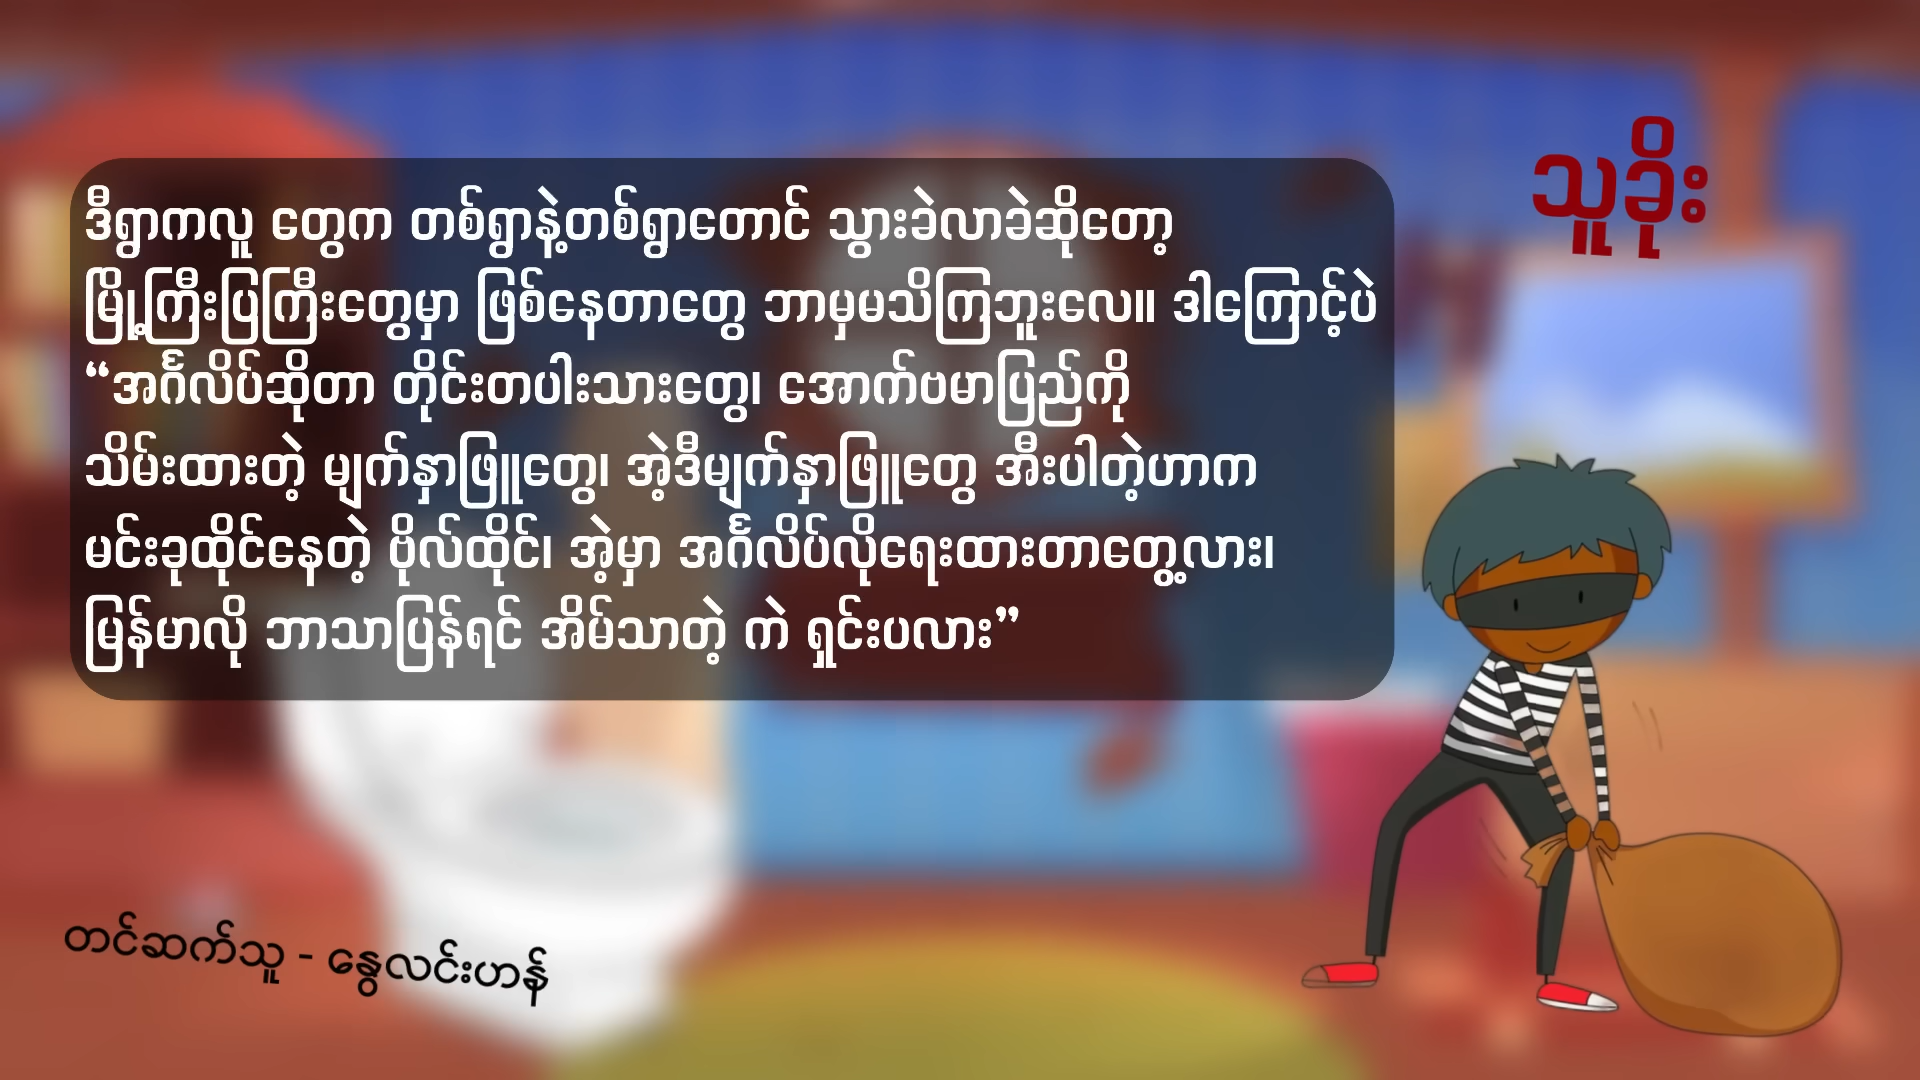 သူခိုး
ဒီရွာကလူ တွေက တစ်ရွာနဲ့တစ်ရွာတောင် သွားခဲလာခဲဆိုတော့
မြို့ကြီးပြကြီးတွေမှာ ဖြစ်နေတာတွေ ဘာမှမသိကြဘူးလေ။ ဒါကြောင့်ပဲ
“အင်္ဂလိပ်ဆိုတာ တိုင်းတပါးသားတွေ၊ အောက်ဗမာပြည်ကို
သိမ်းထားတဲ့ မျက်နှာဖြူတွေ၊ အဲ့ဒီမျက်နှာဖြူတွေ အီးပါတဲ့ဟာက
မင်းခုထိုင်နေတဲ့ ဗိုလ်ထိုင်၊ အဲ့မှာ အင်္ဂလိပ်လိုရေးထားတာတွေ့လား၊
မြန်မာလို ဘာသာပြန်ရင် အိမ်သာတဲ့ ကဲ ရှင်းပလား”
တင်ဆက်သူ - နွေလင်းဟန်